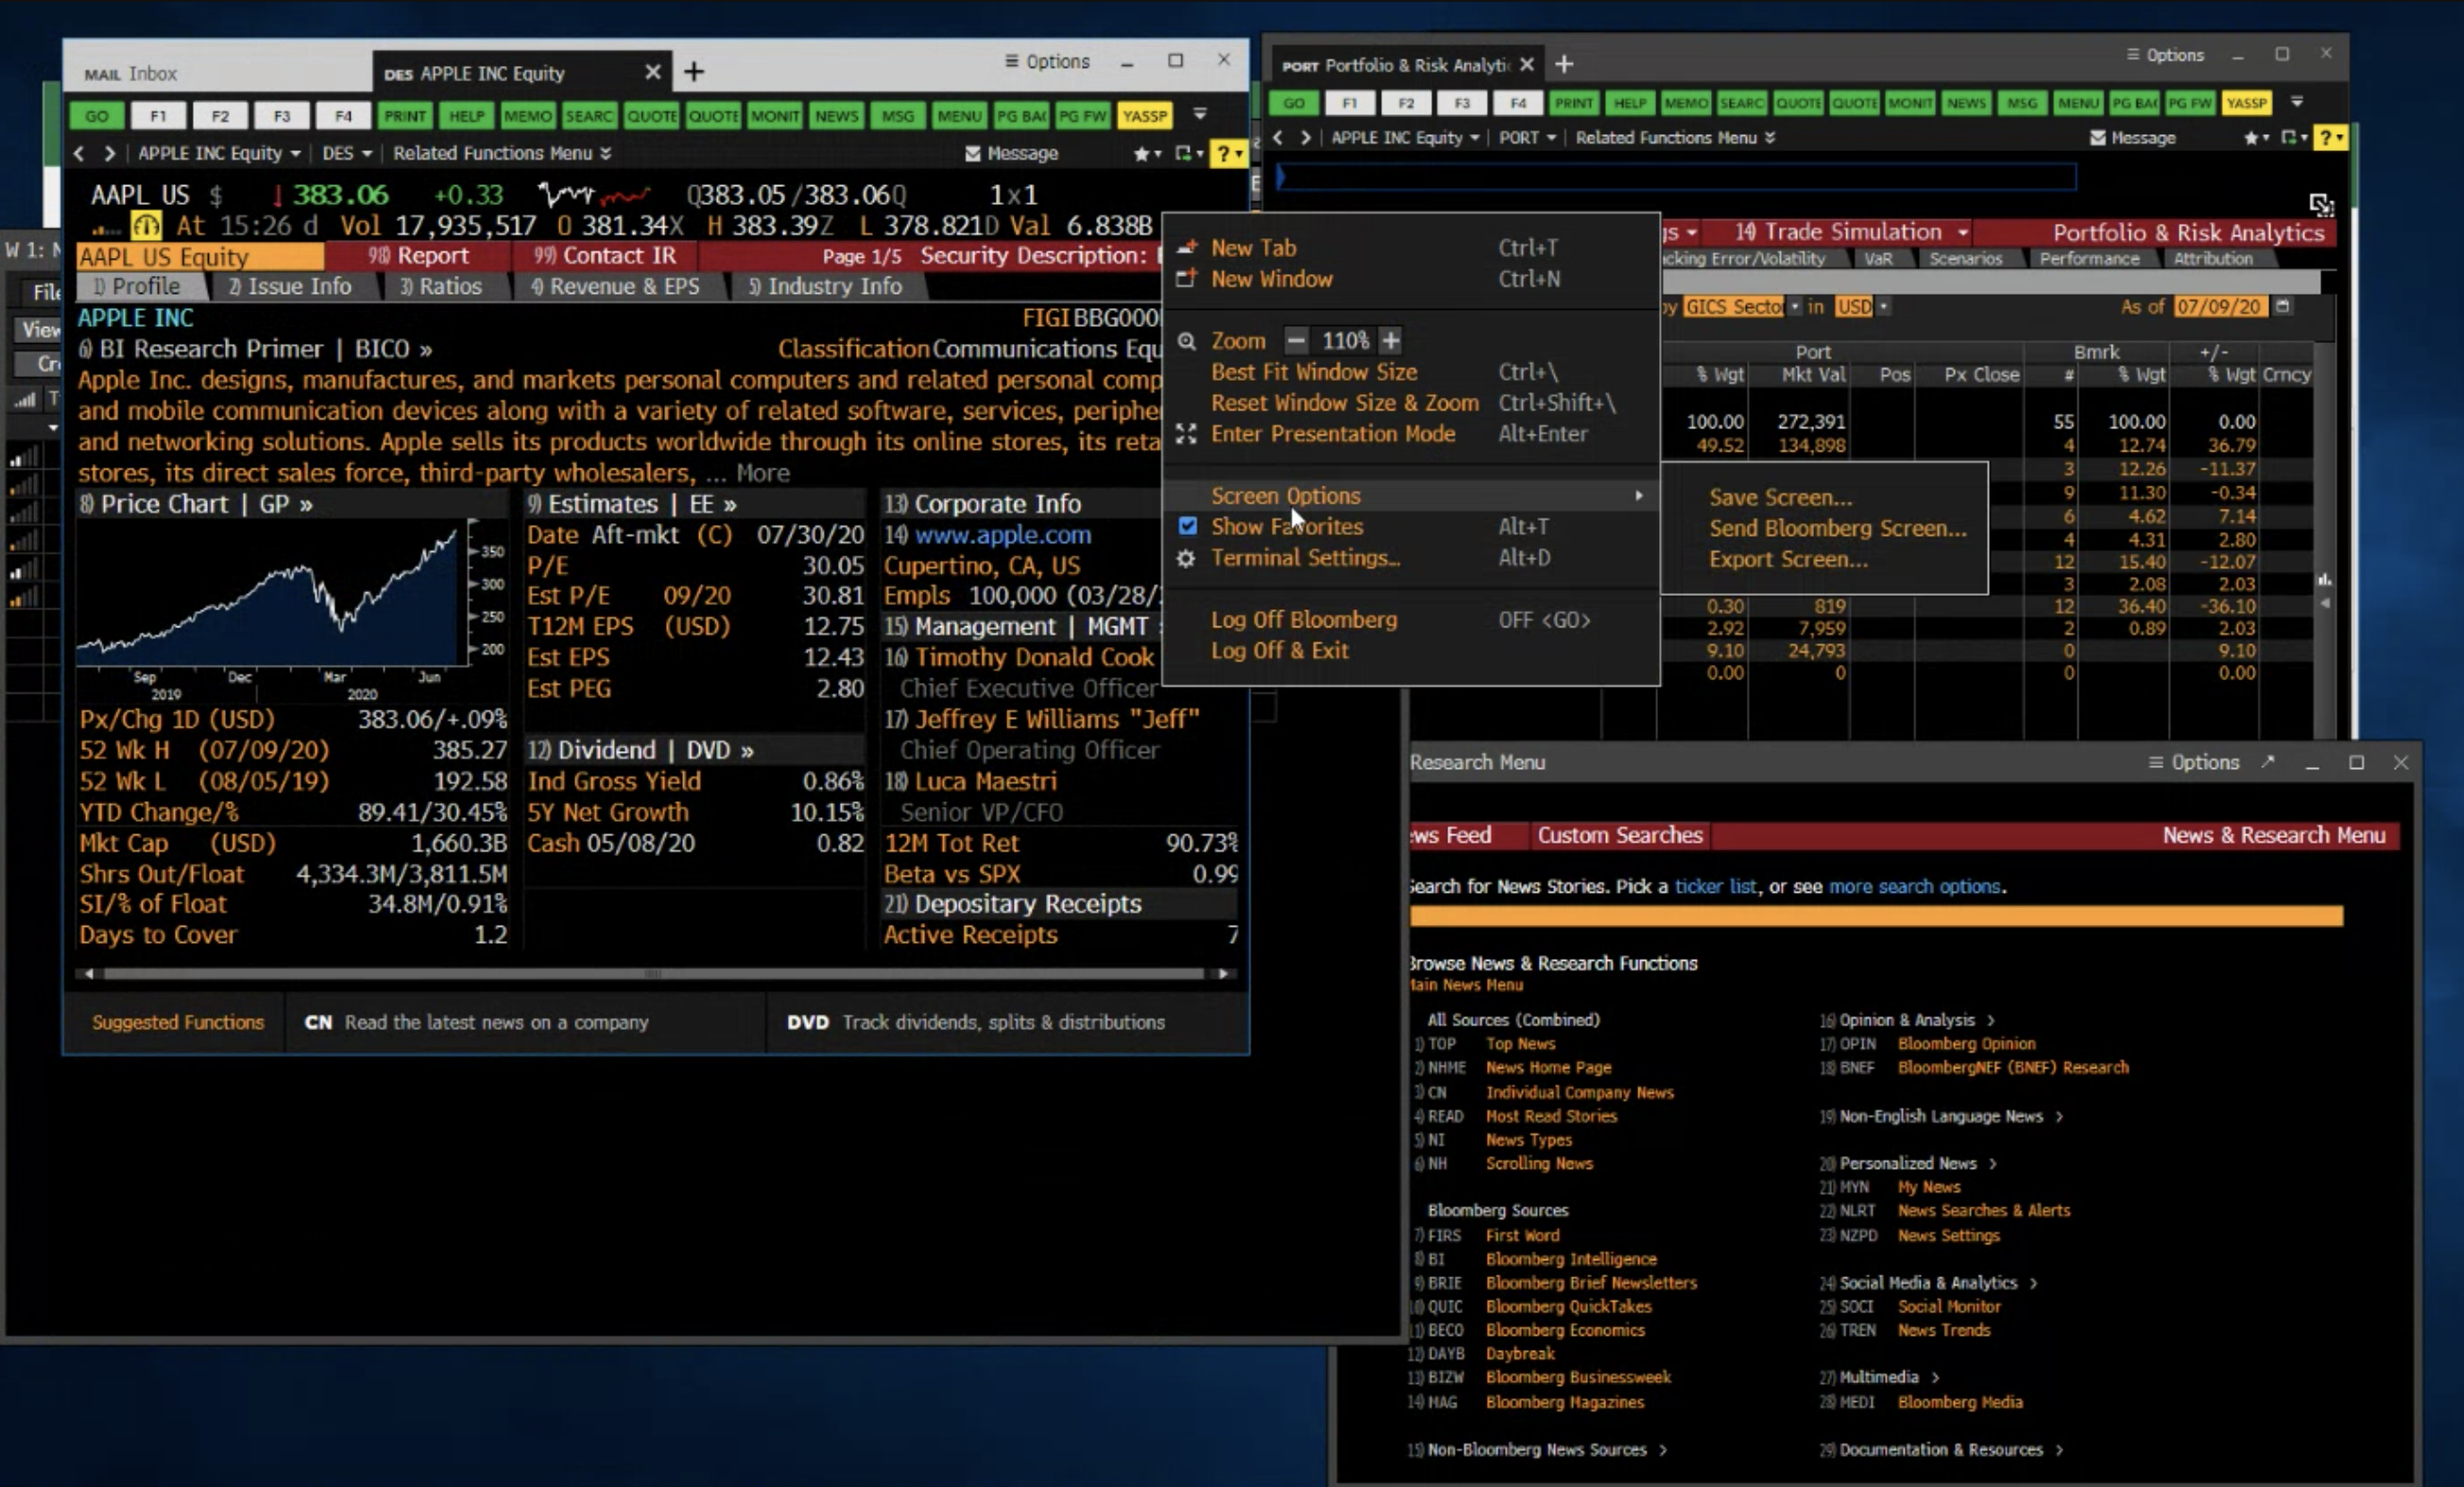 MAIL Inbox
DES APPLE INC Equity
Options
GO F1 F2 F3 F4 PRINT HELP MEMO SEARC QUOTE QUOTE MONIT NEWS MSG MENU PG BAC PG FW YASSP
APPLE INC Equity DES Related Functions Menu Message ?
AAPL US $ 383.06 +0.33 Q383.05/383.06Q 1x1
At 15:26 d Vol 17,935,517 O 381.34X H 383.39Z L 378.821D Val 6.838B
AAPL US Equity 98) Report 99) Contact IR Page 1/5 Security Description:
1) Profile 2) Issue Info 3) Ratios 4) Revenue & EPS 5) Industry Info
APPLE INC FIGI BBG000
6) BI Research Primer | BICO »
Classification Communications Equ
Apple Inc. designs, manufactures, and markets personal computers and related personal comp
and mobile communication devices along with a variety of related software, services, periphe
and networking solutions. Apple sells its products worldwide through its online stores, its reta
stores, its direct sales force, third-party wholesalers, ... More
8) Price Chart | GP »
350
300
250
200
Sep Dec Mar Jun
2019 2020
Px/Chg 1D (USD) 383.06/+.09%
52 Wk H (07/09/20) 385.27
52 Wk L (08/05/19) 192.58
YTD Change/% 89.41/30.45%
Mkt Cap (USD) 1,660.3B
Shrs Out/Float 4,334.3M/3,811.5M
SI/% of Float 34.8M/0.91%
Days to Cover 1.2
9) Estimates | EE »
Date Aft-mkt (C) 07/30/20
P/E 30.05
Est P/E 09/20 30.81
T12M EPS (USD) 12.75
Est EPS 12.43
Est PEG 2.80
12) Dividend | DVD »
Ind Gross Yield 0.86%
5Y Net Growth 10.15%
Cash 05/08/20 0.82
13) Corporate Info
14) www.apple.com
Cupertino, CA, US
Empls 100,000 (03/28/
15) Management | MGMT
16) Timothy Donald Cook
Chief Executive Officer
17) Jeffrey E Williams "Jeff"
Chief Operating Officer
18) Luca Maestri
Senior VP/CFO
12M Tot Ret 90.73%
Beta vs SPX 0.99
21) Depositary Receipts
Active Receipts 7
Suggested Functions CN Read the latest news on a company DVD Track dividends, splits & distributions
W 1:
File
View
New Tab Ctrl+T
New Window Ctrl+N
Zoom − 110% +
Best Fit Window Size Ctrl+\
Reset Window Size & Zoom Ctrl+Shift+\
Enter Presentation Mode Alt+Enter
Screen Options
Show Favorites Alt+T
Terminal Settings... Alt+D
Log Off Bloomberg OFF <GO>
Log Off & Exit
Save Screen...
Send Bloomberg Screen...
Export Screen...
PORT Portfolio & Risk Analytic
Options
GO F1 F2 F3 F4 PRINT HELP MEMO SEARC QUOTE QUOTE MONIT NEWS MSG MENU PG BAC PG FW YASSP
APPLE INC Equity PORT Related Functions Menu Message ?
gs 14) Trade Simulation Portfolio & Risk Analytics
cking Error/Volatility VaR Scenarios Performance Attribution
by GICS Sector in USD As of 07/09/20
Port Bmrk +/-
% Wgt Mkt Val Pos Px Close # % Wgt % Wgt Crncy
100.00 272,391 55 100.00 0.00
49.52 134,898 4 12.74 36.79
3 12.26 -11.37
9 11.30 -0.34
6 4.62 7.14
4 4.31 2.80
12 15.40 -12.07
3 2.08 2.03
0.30 819 12 36.40 -36.10
2.92 7,959 2 0.89 2.03
9.10 24,793 0 9.10
0.00 0 0 0.00
Research Menu
Options
ews Feed Custom Searches News & Research Menu
Search for News Stories. Pick a ticker list, or see more search options.
Browse News & Research Functions
Main News Menu
All Sources (Combined)
1) TOP Top News
2) NHME News Home Page
3) CN Individual Company News
4) READ Most Read Stories
5) NI News Types
6) NH Scrolling News
Bloomberg Sources
7) FIRS First Word
8) BI Bloomberg Intelligence
9) BRIE Bloomberg Brief Newsletters
10) QUIC Bloomberg QuickTakes
11) BECO Bloomberg Economics
12) DAYB Daybreak
13) BIZW Bloomberg Businessweek
14) MAG Bloomberg Magazines
15) Non-Bloomberg News Sources >
16) Opinion & Analysis >
17) OPIN Bloomberg Opinion
18) BNEF BloombergNEF (BNEF) Research
19) Non-English Language News >
20) Personalized News >
21) MYN My News
22) NLRT News Searches & Alerts
23) NZPD News Settings
24) Social Media & Analytics >
25) SOCI Social Monitor
26) TREN News Trends
27) Multimedia >
28) MEDI Bloomberg Media
29) Documentation & Resources >